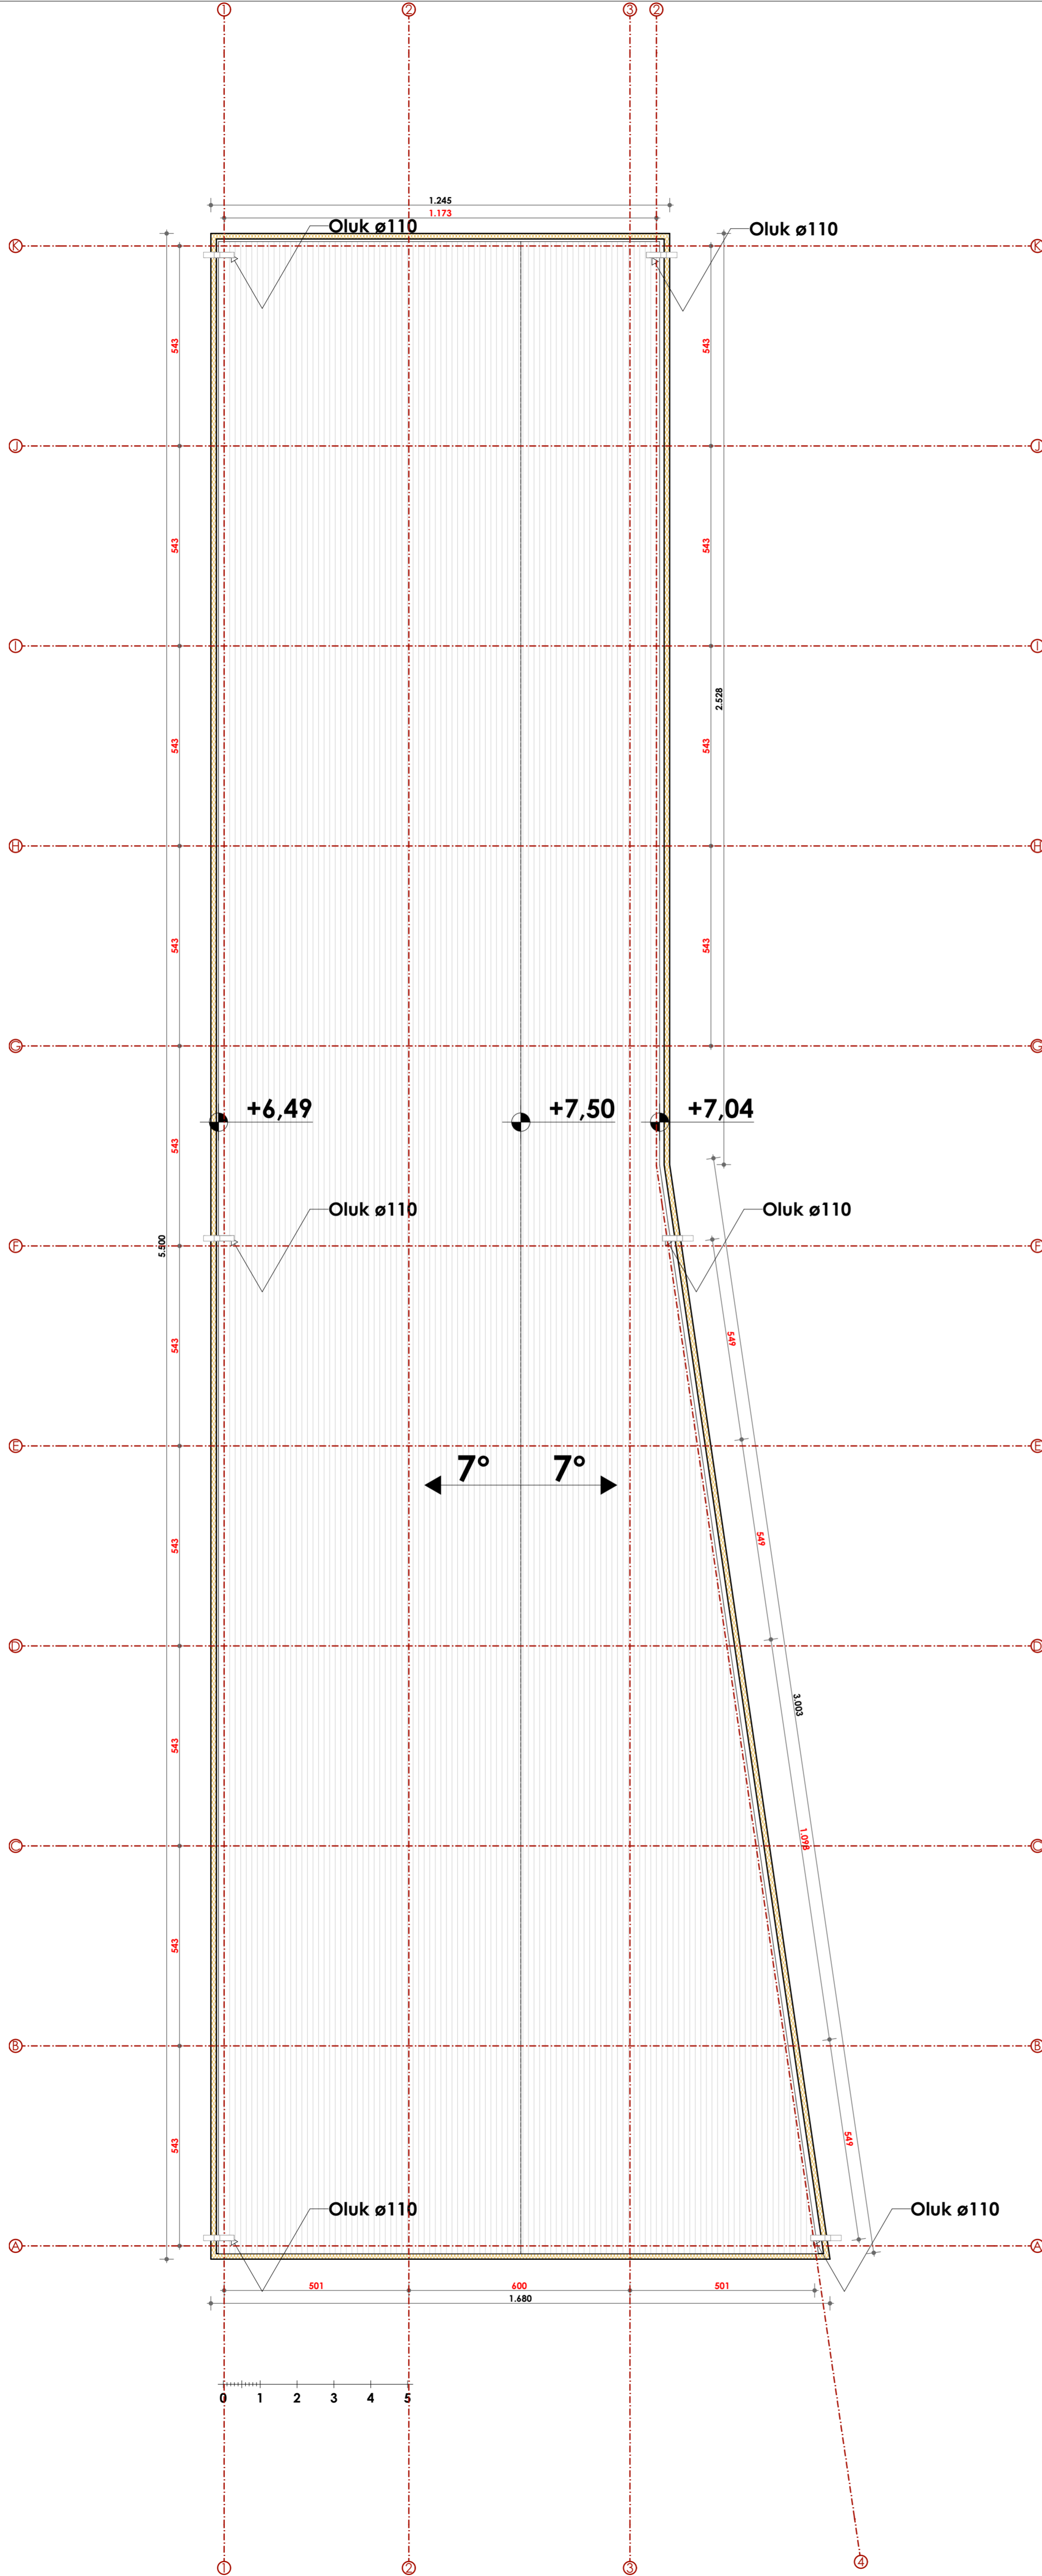 1 2 3 2
1.245
1.173
Oluk ø110 Oluk ø110
K K
543 543
J J
543 543
I I
2.528
543 543
H H
543 543
G G
+6,49 +7,50 +7,04
543
Oluk ø110 Oluk ø110
5.500
F F
549
543
E E
7° 7°
549
543
D D
3.003
543
1.098
C C
543
B B
543
549
Oluk ø110 Oluk ø110
A A
501 600 501
1.680
0 1 2 3 4 5
1 2 3 4